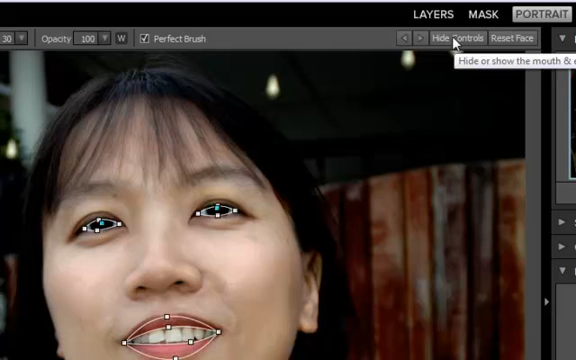 LAYERS MASK PORTRAIT
30 Opacity 100 W Perfect Brush < > Hide Controls Reset Face
Hide or show the mouth &